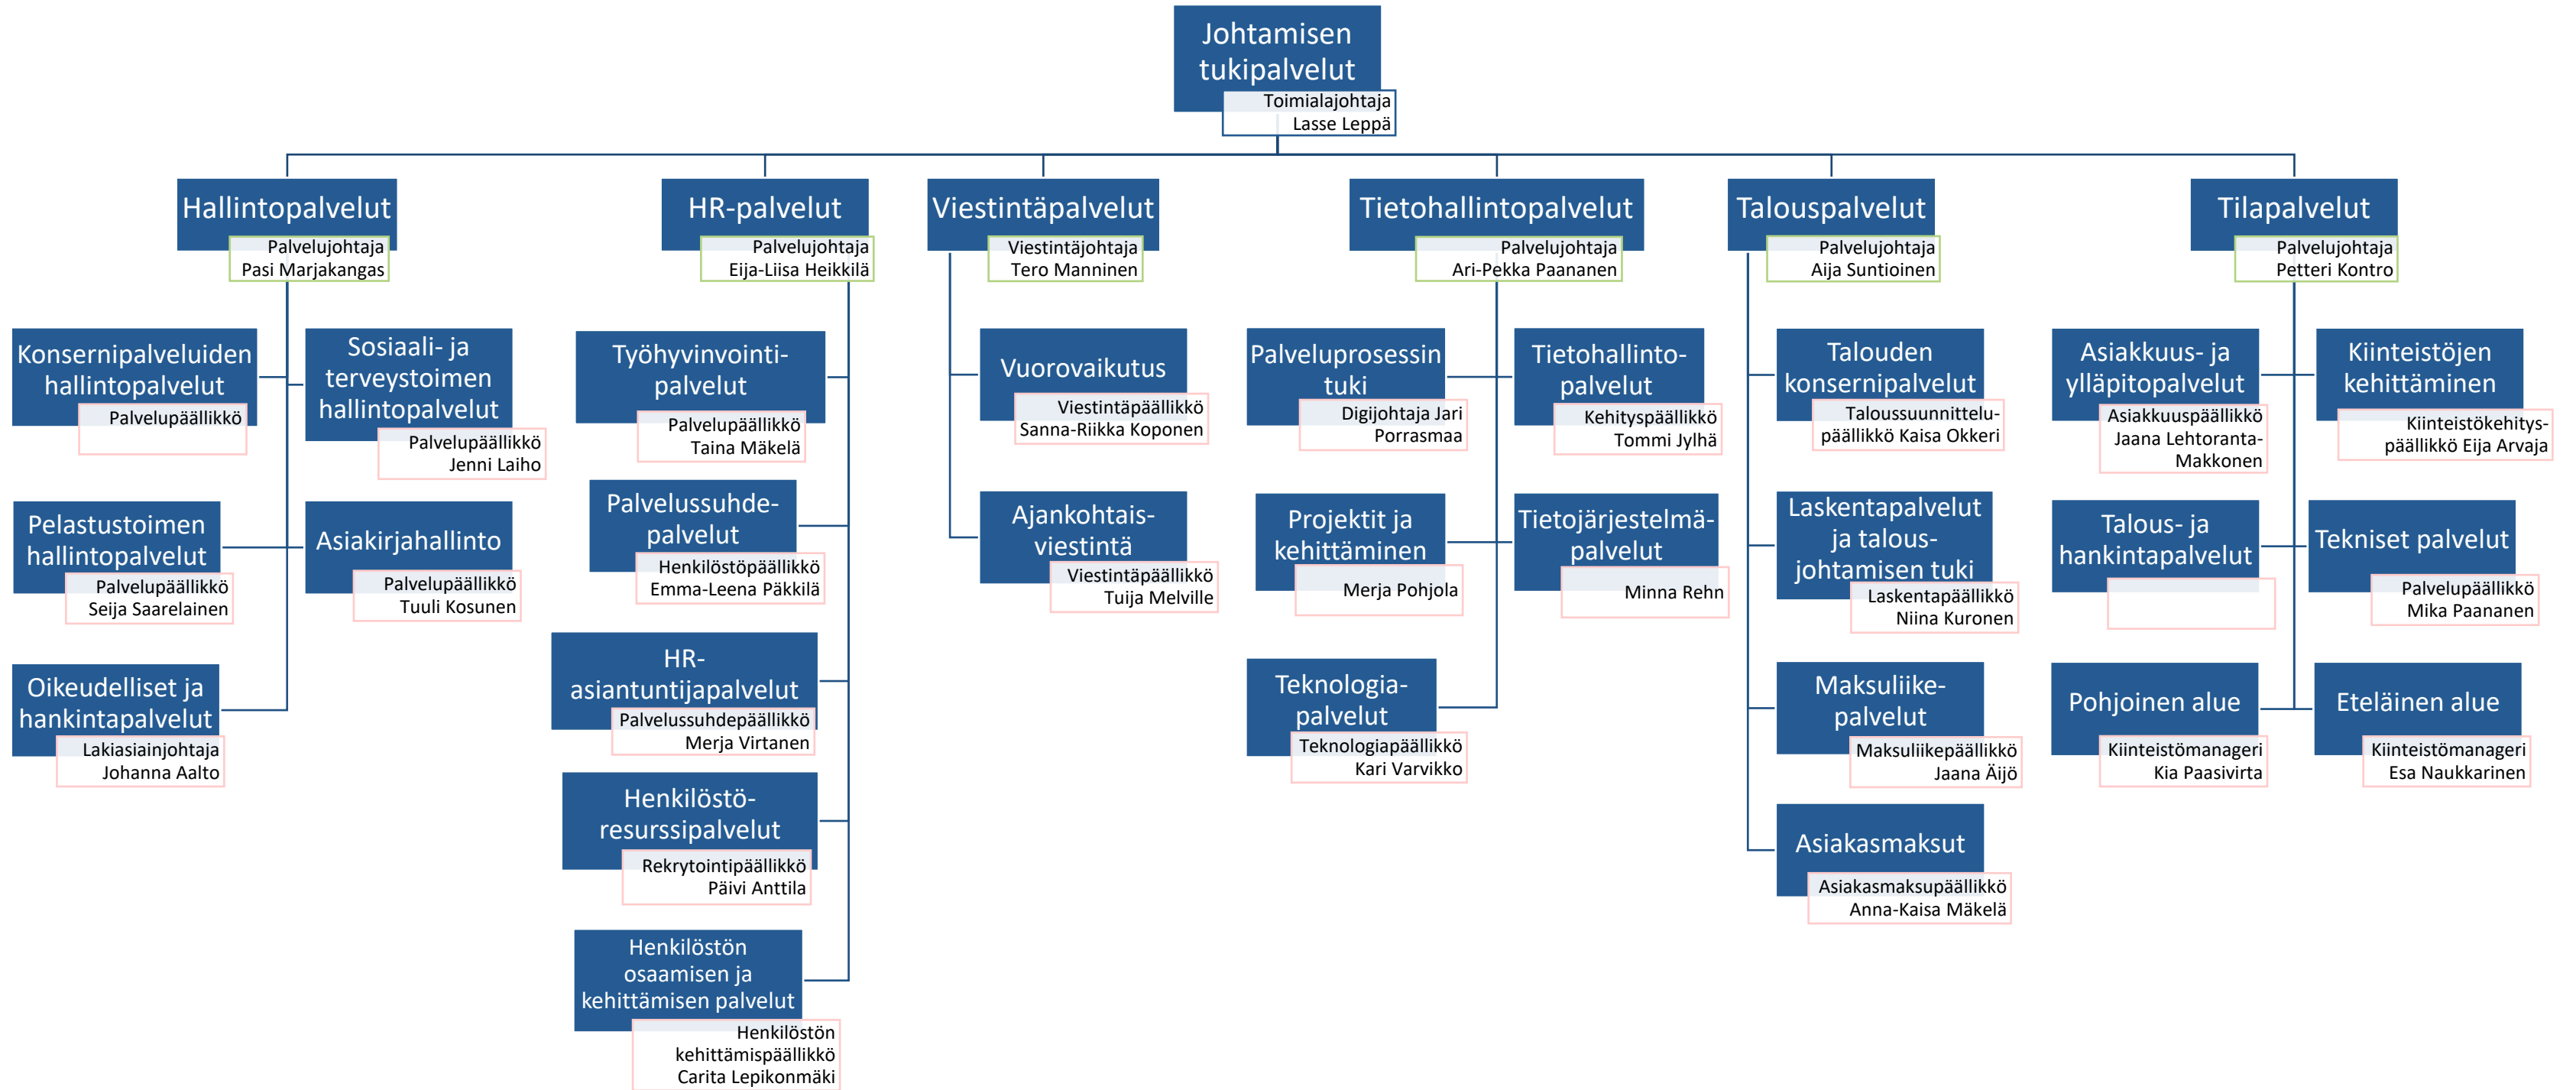 Johtamisen
tukipalvelut
Toimialajohtaja
Lasse Leppä
Hallintopalvelut
Palvelujohtaja
Pasi Marjakangas
Konsernipalveluiden
hallintopalvelut
Palvelupäällikkö
Sosiaali- ja
terveystoimen
hallintopalvelut
Palvelupäällikkö
Jenni Laiho
Pelastustoimen
hallintopalvelut
Palvelupäällikkö
Seija Saarelainen
Asiakirjahallinto
Palvelupäällikkö
Tuuli Kosunen
Oikeudelliset ja
hankintapalvelut
Lakiasiainjohtaja
Johanna Aalto
HR-palvelut
Palvelujohtaja
Eija-Liisa Heikkilä
Työhyvinvointi-
palvelut
Palvelupäällikkö
Taina Mäkelä
Palvelussuhde-
palvelut
Henkilöstöpäällikkö
Emma-Leena Päkkilä
HR-
asiantuntijapalvelut
Palvelussuhdepäällikkö
Merja Virtanen
Henkilöstö-
resurssipalvelut
Rekrytointipäällikkö
Päivi Anttila
Henkilöstön
osaamisen ja
kehittämisen palvelut
Henkilöstön
kehittämispäällikkö
Carita Lepikonmäki
Viestintäpalvelut
Viestintäjohtaja
Tero Manninen
Vuorovaikutus
Viestintäpäällikkö
Sanna-Riikka Koponen
Ajankohtais-
viestintä
Viestintäpäällikkö
Tuija Melville
Tietohallintopalvelut
Palvelujohtaja
Ari-Pekka Paananen
Palveluprosessin
tuki
Digijohtaja Jari
Porrasmaa
Tietohallinto-
palvelut
Kehityspäällikkö
Tommi Jylhä
Projektit ja
kehittäminen
Merja Pohjola
Tietojärjestelmä-
palvelut
Minna Rehn
Teknologia-
palvelut
Teknologiapäällikkö
Kari Varvikko
Talouspalvelut
Palvelujohtaja
Aija Suntioinen
Talouden
konsernipalvelut
Taloussuunnittelu-
päällikkö Kaisa Okkeri
Laskentapalvelut
ja talous-
johtamisen tuki
Laskentapäällikkö
Niina Kuronen
Maksuliike-
palvelut
Maksuliikepäällikkö
Jaana Äijö
Asiakasmaksut
Asiakasmaksupäällikkö
Anna-Kaisa Mäkelä
Tilapalvelut
Palvelujohtaja
Petteri Kontro
Asiakkuus- ja
ylläpitopalvelut
Asiakkuuspäällikkö
Jaana Lehtoranta-
Makkonen
Kiinteistöjen
kehittäminen
Kiinteistökehitys-
päällikkö Eija Arvaja
Talous- ja
hankintapalvelut
Tekniset palvelut
Palvelupäällikkö
Mika Paananen
Pohjoinen alue
Kiinteistömanageri
Kia Paasivirta
Eteläinen alue
Kiinteistömanageri
Esa Naukkarinen